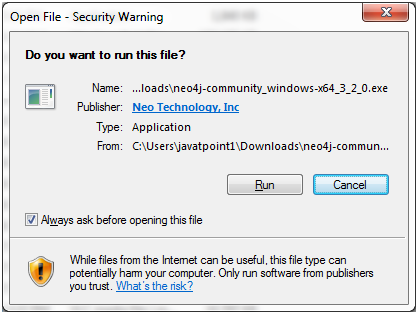 Open File - Security Warning
Do you want to run this file?
Name: ...loads\neo4j-community_windows-x64_3_2_0.exe
Publisher: Neo Technology, Inc
Type: Application
From: C:\Users\javatpoint1\Downloads\neo4j-commun...
Run Cancel
Always ask before opening this file
While files from the Internet can be useful, this file type can
potentially harm your computer. Only run software from publishers
you trust. What's the risk?